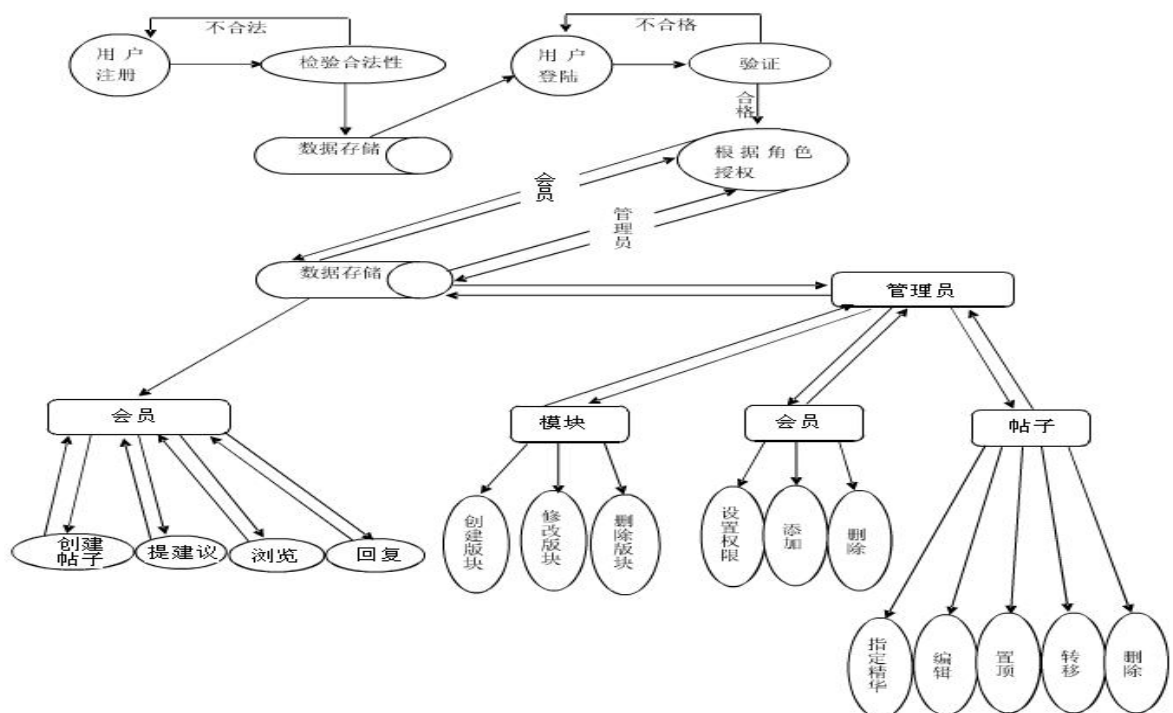 不合法
用户
注册
检验合法性
不合格
用户
登陆
验证
合格
数据存储
根据角色
授权
会员
管理员
数据存储
管理员
会员
模块
会员
帖子
创建
帖子
提建议
浏览
回复
创建版块
修改版块
删除版块
设置权限
添加
删除
指定精华
编辑
置顶
转移
删除